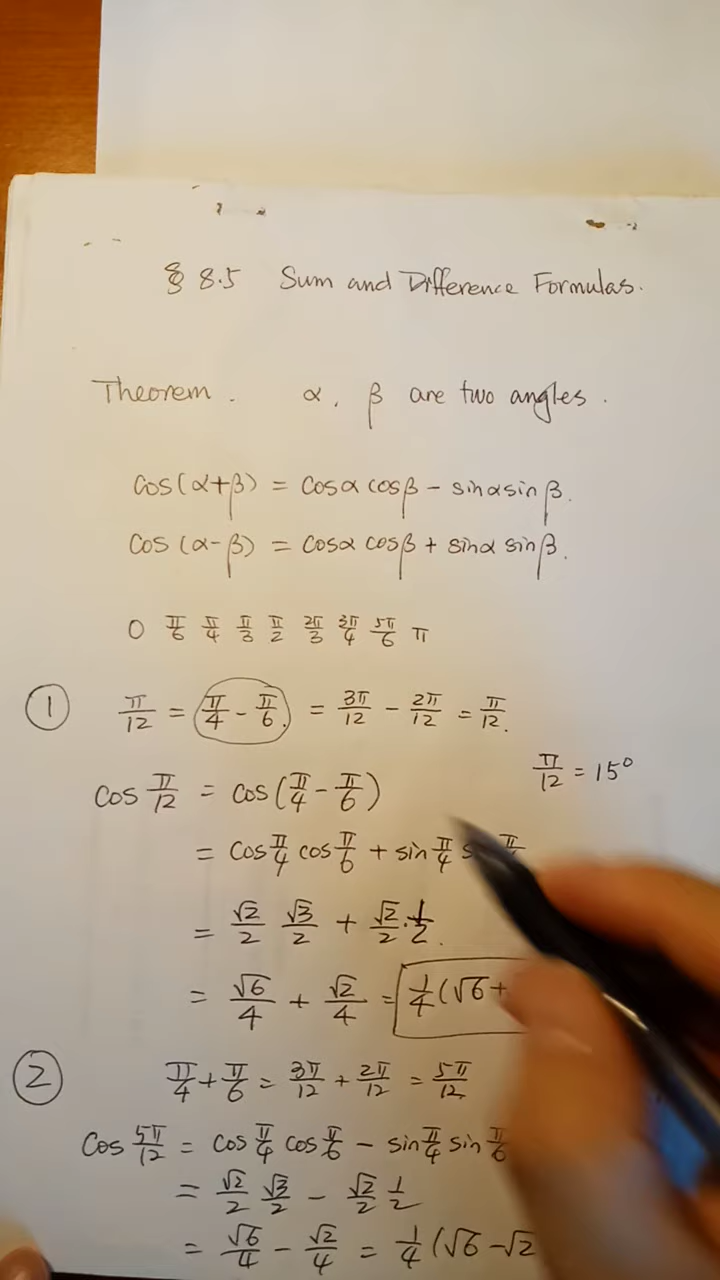 § 8.5 Sum and Difference Formulas.
Theorem. α, β are two angles.
cos(α+β) = cosα cosβ − sinα sinβ.
cos(α−β) = cosα cosβ + sinα sinβ.
0 π/6 π/4 π/3 π/2 2π/3 3π/4 5π/6 π
① π/12 = π/4 − π/6. = 3π/12 − 2π/12 = π/12.
π/12 = 15°
cos π/12 = cos(π/4 − π/6)
= cos π/4 cos π/6 + sin π/4
= √2/2 √3/2 + √2/2 · 1/2.
= √6/4 + √2/4 = 1/4(√6+
② π/4 + π/6 = 3π/12 + 2π/12 = 5π/12
cos 5π/12 = cos π/4 cos π/6 − sin π/4 sin π/6
= √2/2 √3/2 − √2/2 1/2
= √6/4 − √2/4 = 1/4(√6 − √2